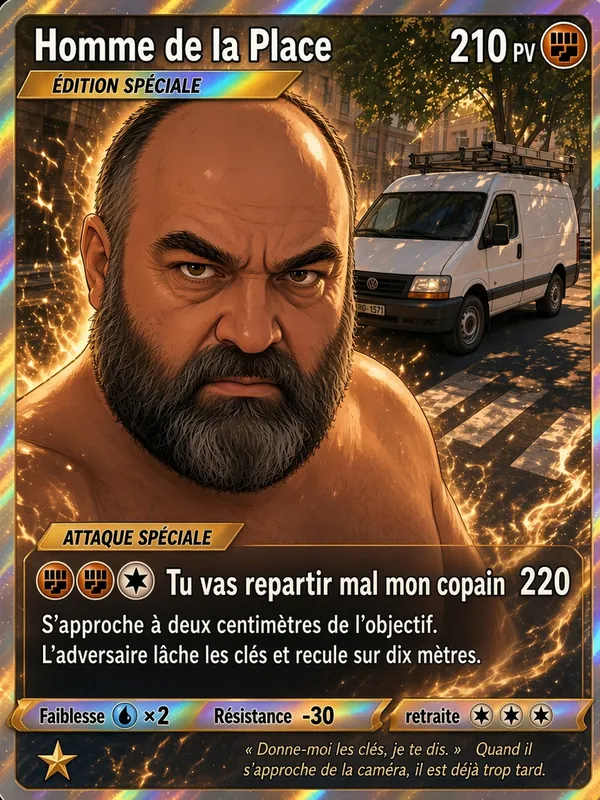 Homme de la Place 210 PV
ÉDITION SPÉCIALE
RD·1571
ATTAQUE SPÉCIALE
Tu vas repartir mal mon copain 220
S'approche à deux centimètres de l'objectif.
L'adversaire lâche les clés et recule sur dix mètres.
Faiblesse ×2 Résistance -30 retraite
« Donne-moi les clés, je te dis. » Quand il
s'approche de la caméra, il est déjà trop tard.